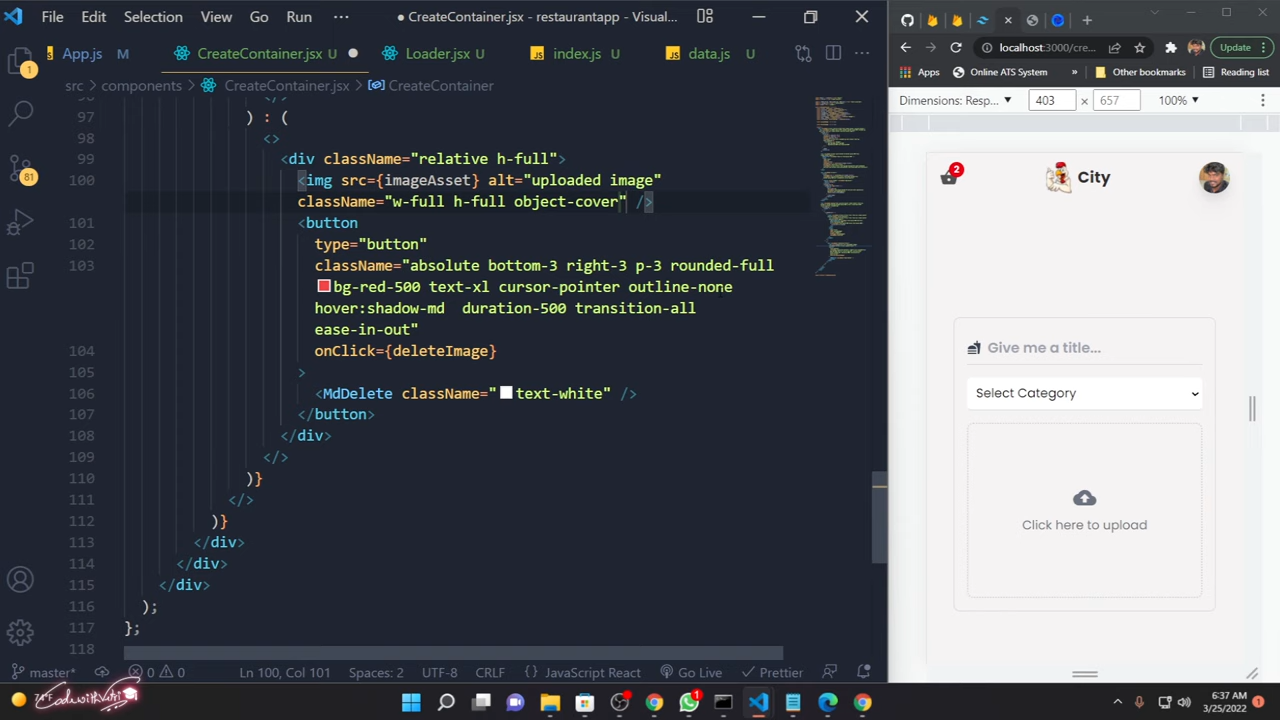 File Edit Selection View Go Run ··· ● CreateContainer.jsx - restaurantapp - Visual...
App.js M CreateContainer.jsx U ● Loader.jsx U index.js U data.js U
src > components > CreateContainer.jsx > CreateContainer
</>
97 ) : (
98 <>
99 <div className="relative h-full">
100 <img src={imageAsset} alt="uploaded image"
className="w-full h-full object-cover" />
101 <button
102 type="button"
103 className="absolute bottom-3 right-3 p-3 rounded-full
bg-red-500 text-xl cursor-pointer outline-none
hover:shadow-md  duration-500 transition-all
ease-in-out"
104 onClick={deleteImage}
105 >
106 <MdDelete className="text-white" />
107 </button>
108 </div>
109 </>
110 )}
111 </>
112 )}
113 </div>
114 </div>
115 </div>
116 );
117 };
118
1
81
master* 0 0 Ln 100, Col 101 Spaces: 2 UTF-8 CRLF JavaScript React Go Live Prettier
localhost:3000/cre... Update
Apps Online ATS System » Other bookmarks Reading list
Dimensions: Resp... 403 × 657 100%
2 City
Give me a title...
Select Category
Click here to upload
1
6:37 AM
3/25/2022